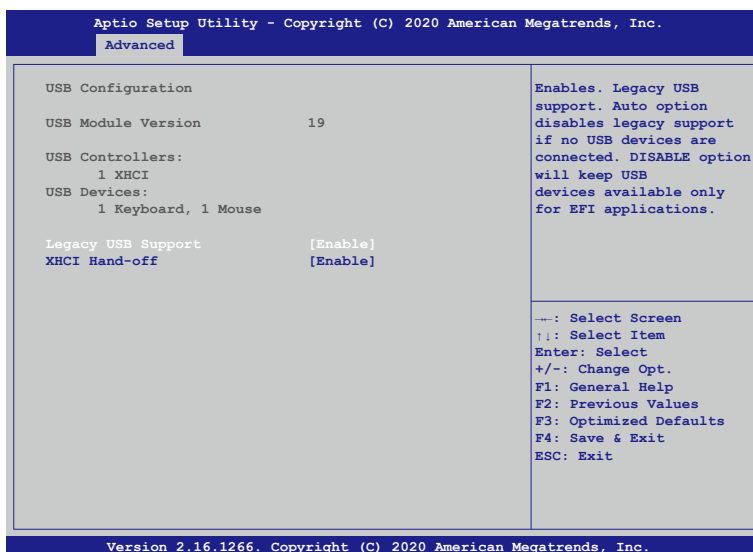 Aptio Setup Utility - Copyright (C) 2020 American Megatrends, Inc.
Advanced
USB Configuration
USB Module Version 19
USB Controllers:
1 XHCI
USB Devices:
1 Keyboard, 1 Mouse
Legacy USB Support [Enable]
XHCI Hand-off [Enable]
Enables. Legacy USB
support. Auto option
disables legacy support
if no USB devices are
connected. DISABLE option
will keep USB
devices available only
for EFI applications.
→←: Select Screen
↑↓: Select Item
Enter: Select
+/-: Change Opt.
F1: General Help
F2: Previous Values
F3: Optimized Defaults
F4: Save & Exit
ESC: Exit
Version 2.16.1266. Copyright (C) 2020 American Megatrends, Inc.